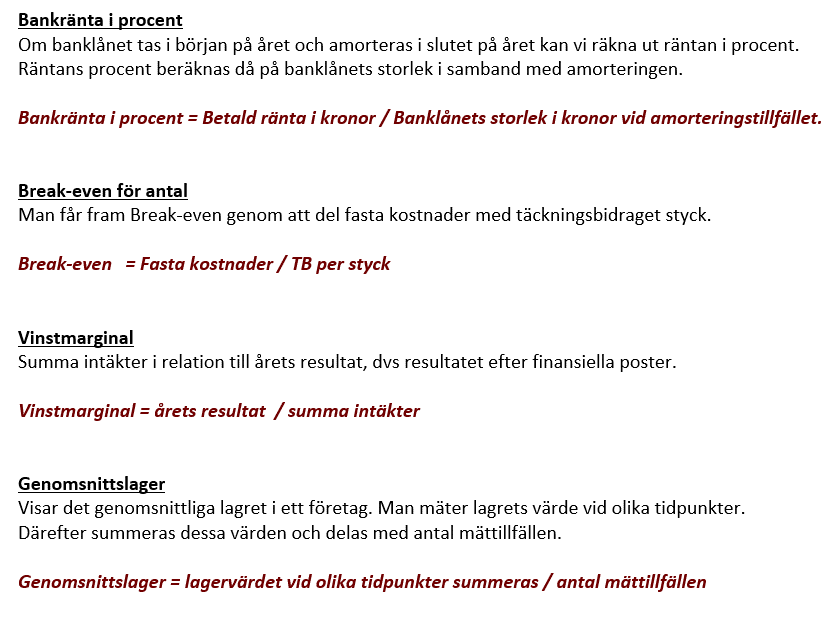 Bankränta i procent
Om banklånet tas i början på året och amorteras i slutet på året kan vi räkna ut räntan i procent.
Räntans procent beräknas då på banklånets storlek i samband med amorteringen.
Bankränta i procent = Betald ränta i kronor / Banklånets storlek i kronor vid amorteringstillfället.
Break-even för antal
Man får fram Break-even genom att del fasta kostnader med täckningsbidraget styck.
Break-even = Fasta kostnader / TB per styck
Vinstmarginal
Summa intäkter i relation till årets resultat, dvs resultatet efter finansiella poster.
Vinstmarginal = årets resultat / summa intäkter
Genomsnittslager
Visar det genomsnittliga lagret i ett företag. Man mäter lagrets värde vid olika tidpunkter.
Därefter summeras dessa värden och delas med antal mättillfällen.
Genomsnittslager = lagervärdet vid olika tidpunkter summeras / antal mättillfällen